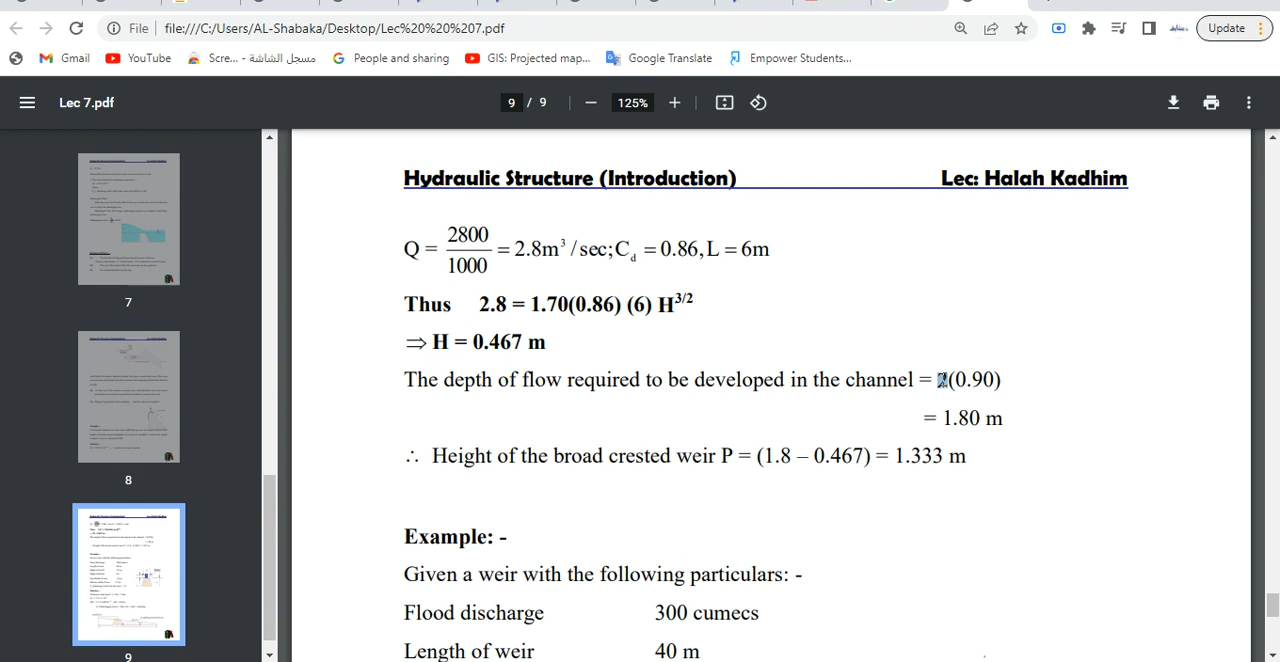 File | file:///C:/Users/AL-Shabaka/Desktop/Lec%20%20%207.pdf
Update
Gmail YouTube Scre... - مسجل الشاشة People and sharing GIS: Projected map... Google Translate Empower Students...
Lec 7.pdf
9 / 9
125%
7
8
9
Hydraulic Structure (Introduction) Lec: Halah Kadhim
Q = 2800/1000 = 2.8m³/sec; C_d = 0.86, L = 6m
Thus 2.8 = 1.70(0.86) (6) H^3/2
⇒ H = 0.467 m
The depth of flow required to be developed in the channel = 2(0.90)
= 1.80 m
∴ Height of the broad crested weir P = (1.8 – 0.467) = 1.333 m
Example: -
Given a weir with the following particulars: -
Flood discharge 300 cumecs
Length of weir 40 m